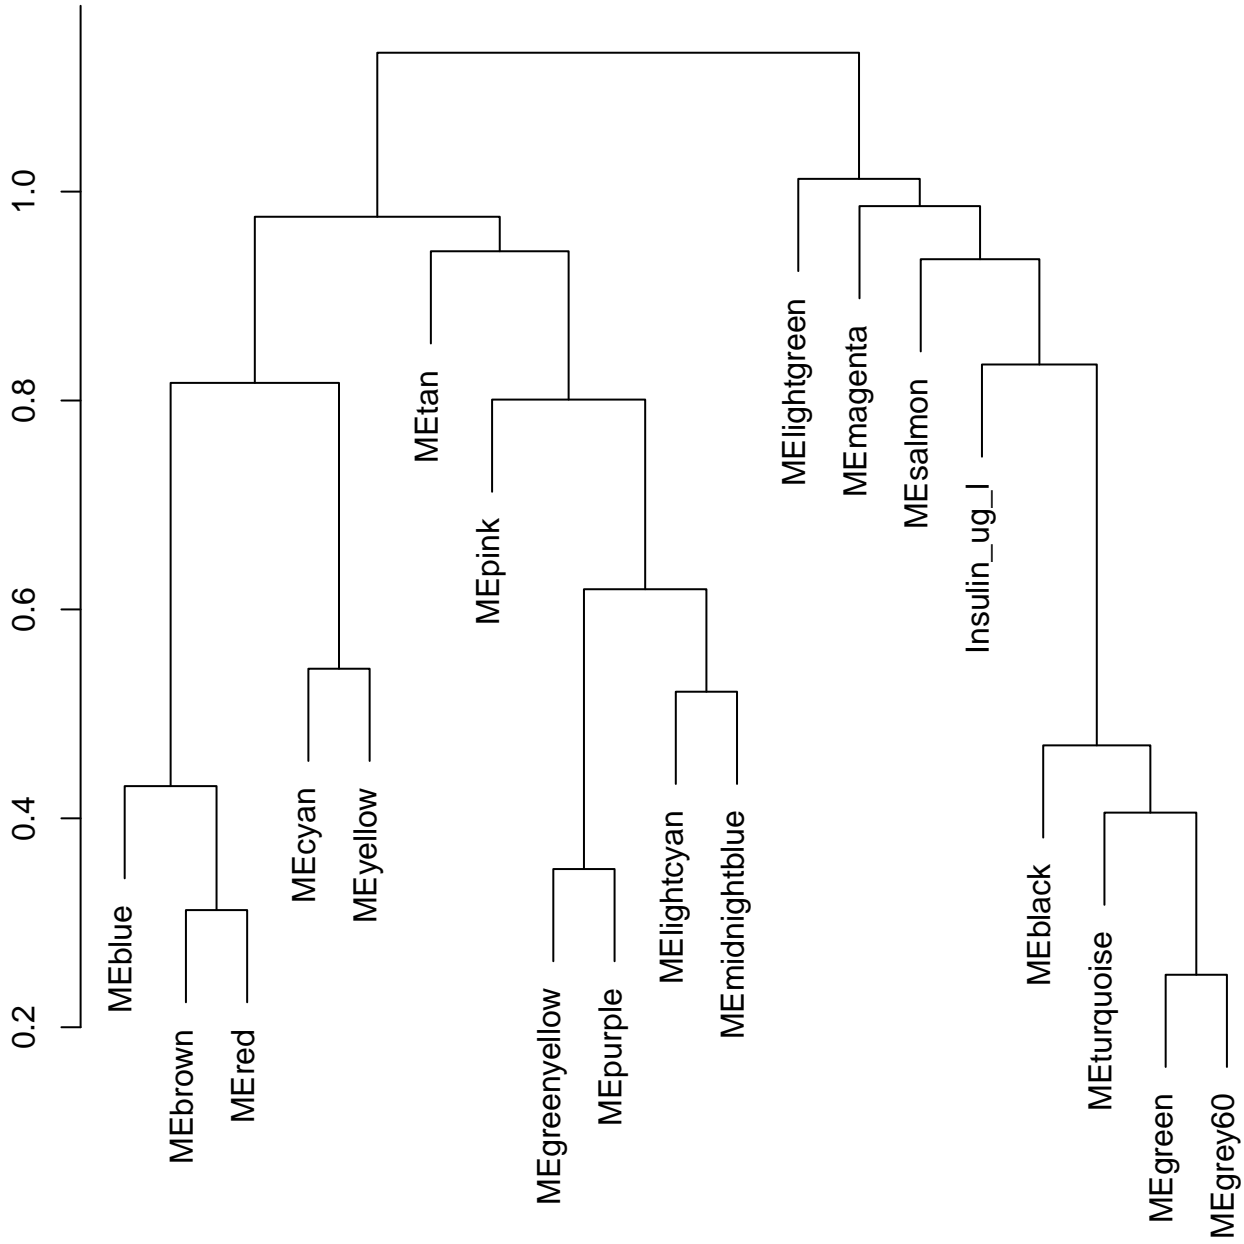 1.0
0.8
0.6
0.4
0.2
MEblue
MEbrown
MEred
MEcyan
MEyellow
MEtan
MEpink
MEgreenyellow
MEpurple
MElightcyan
MEmidnightblue
MElightgreen
MEmagenta
MEsalmon
Insulin_ug_l
MEblack
MEturquoise
MEgreen
MEgrey60